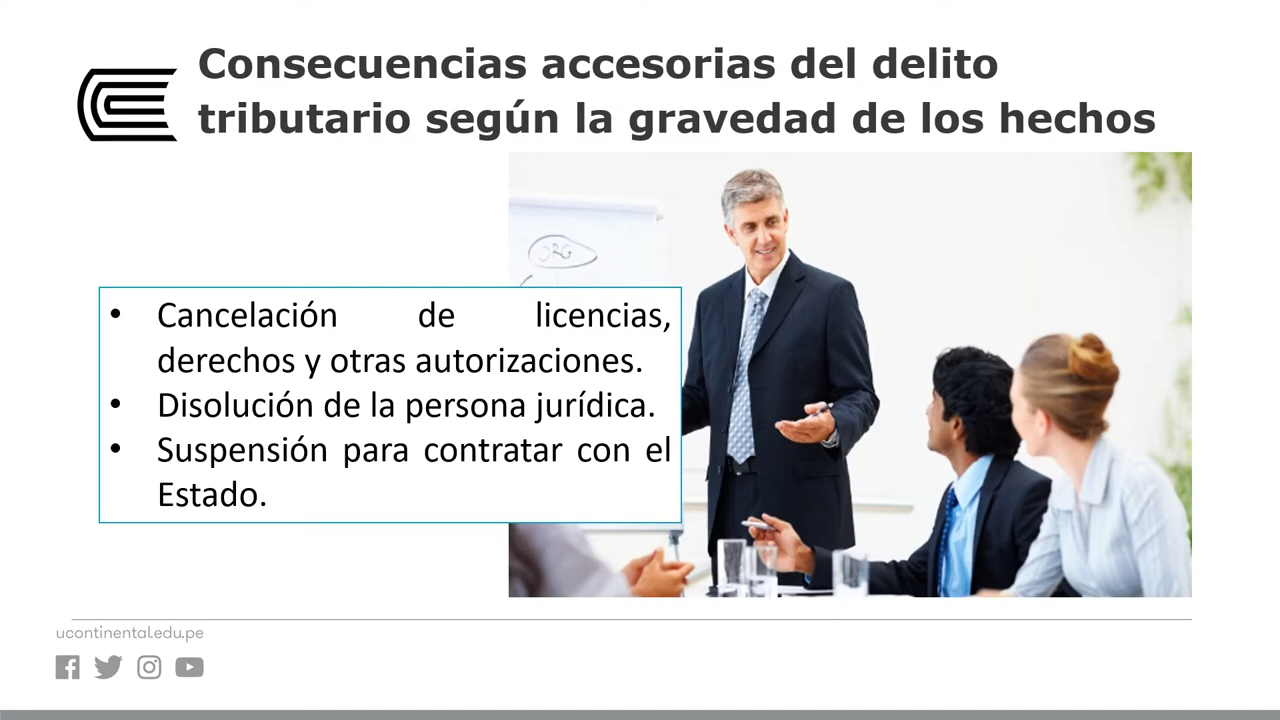 Consecuencias accesorias del delito
tributario según la gravedad de los hechos
ORG
• Cancelación de licencias,
derechos y otras autorizaciones.
• Disolución de la persona jurídica.
• Suspensión para contratar con el
Estado.
ucontinental.edu.pe